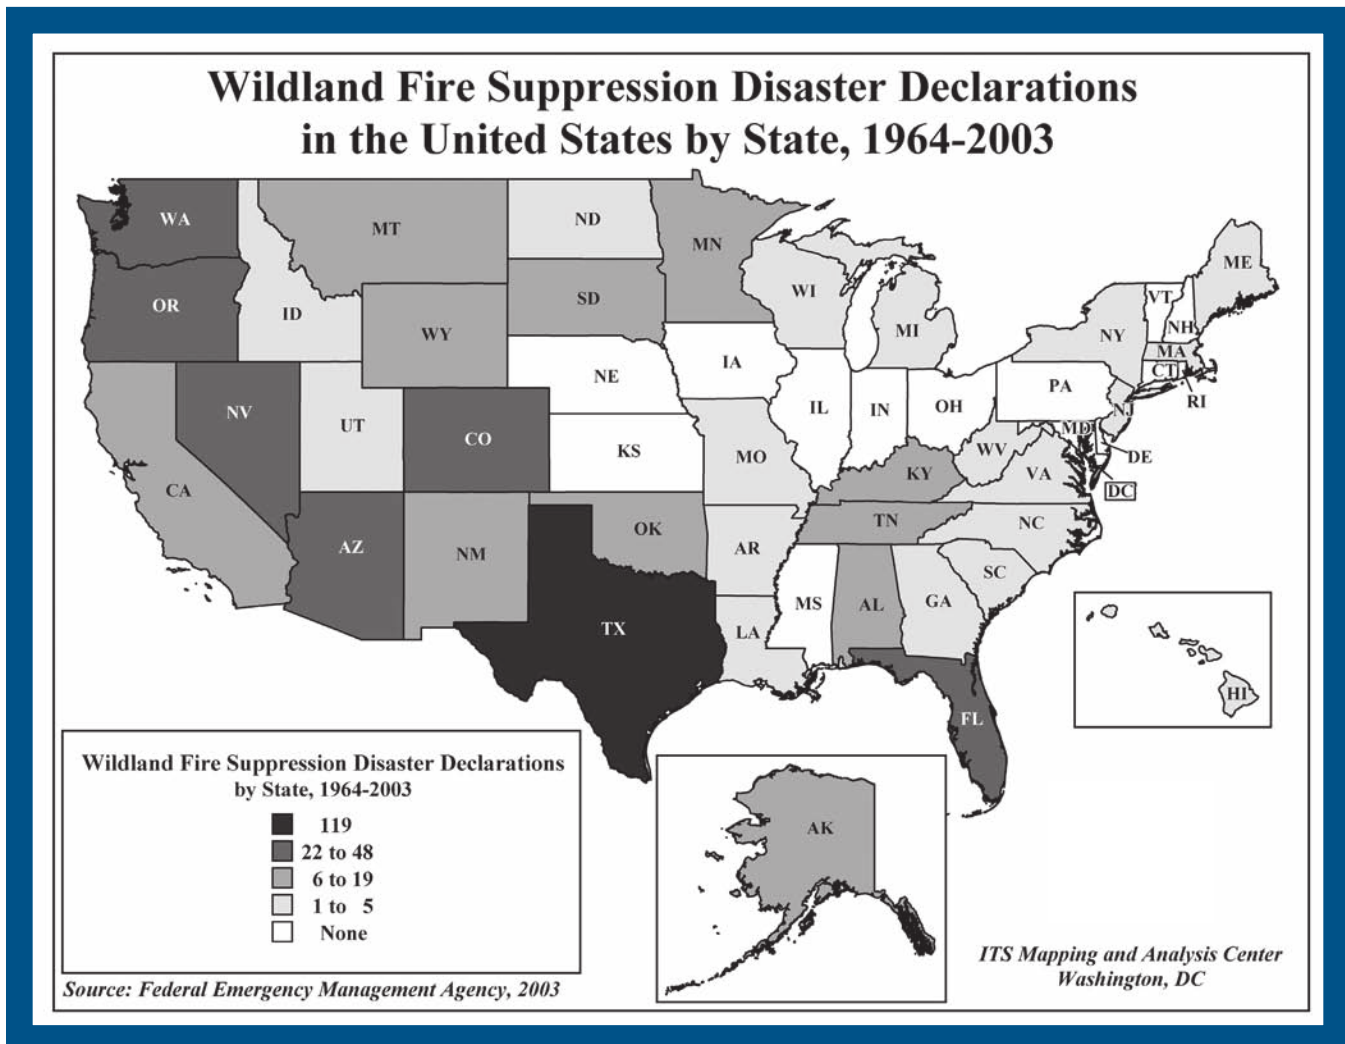 Wildland Fire Suppression Disaster Declarations
in the United States by State, 1964-2003
WA
MT
ND
MN
OR
ID
WY
SD
WI
MI
ME
VT
NH
NY
MA
CT
RI
NV
UT
CO
NE
IA
IL
IN
OH
PA
NJ
CA
KS
MO
KY
WV
MD
DE
VA
DC
AZ
NM
OK
AR
TN
NC
TX
LA
MS
AL
GA
SC
FL
HI
AK
Wildland Fire Suppression Disaster Declarations
by State, 1964-2003
119
22 to 48
6 to 19
1 to 5
None
Source: Federal Emergency Management Agency, 2003
ITS Mapping and Analysis Center
Washington, DC